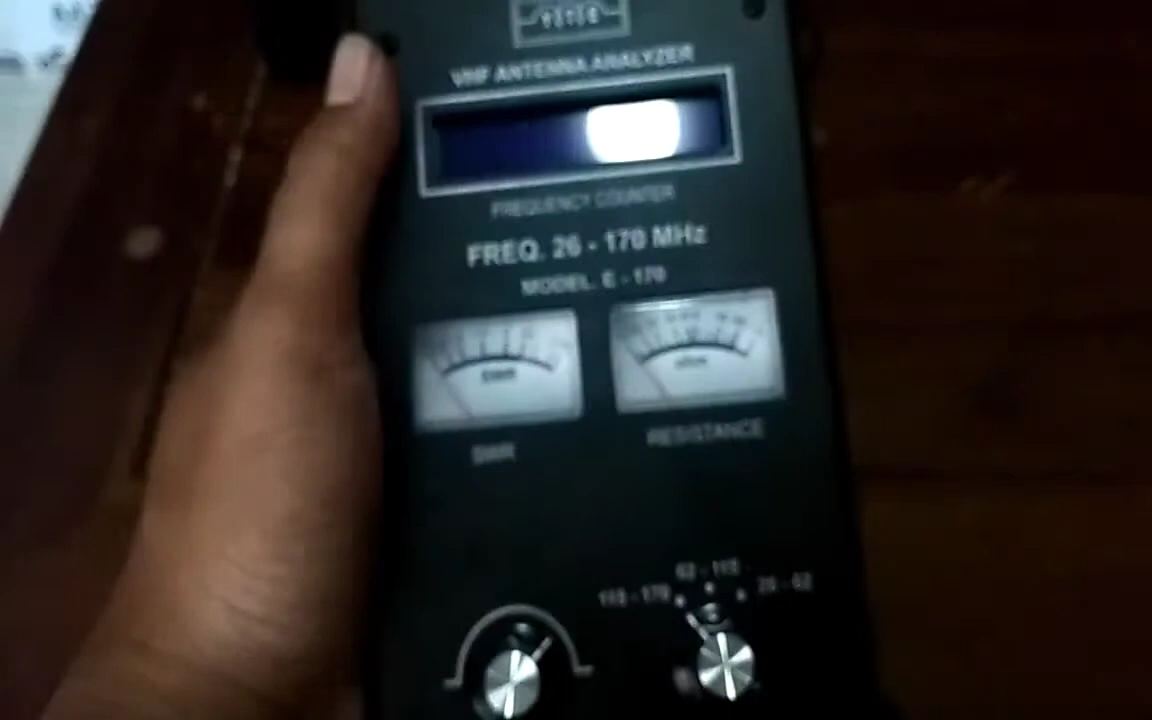 VHF ANTENNA ANALYZER
FREQUENCY COUNTER
FREQ. 26 - 170 MHz
MODEL. E - 170
SWR
SWR RESISTANCE
62 - 115
115 - 170 26 - 62